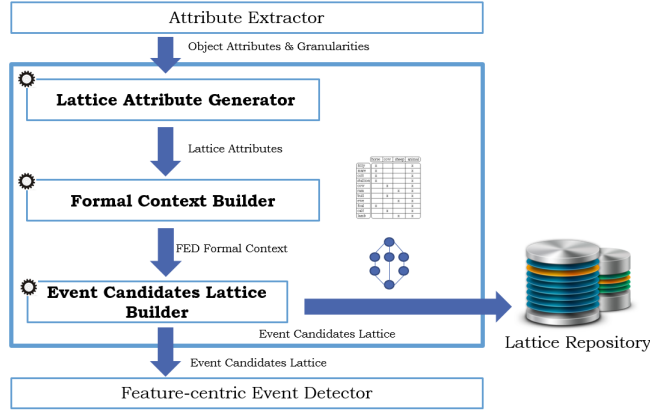 Attribute Extractor
Object Attributes & Granularities
Lattice Attribute Generator
Lattice Attributes
Formal Context Builder
FED Formal Context
Event Candidates Lattice
Builder
Event Candidates Lattice
Lattice Repository
Event Candidates Lattice
Feature-centric Event Detector